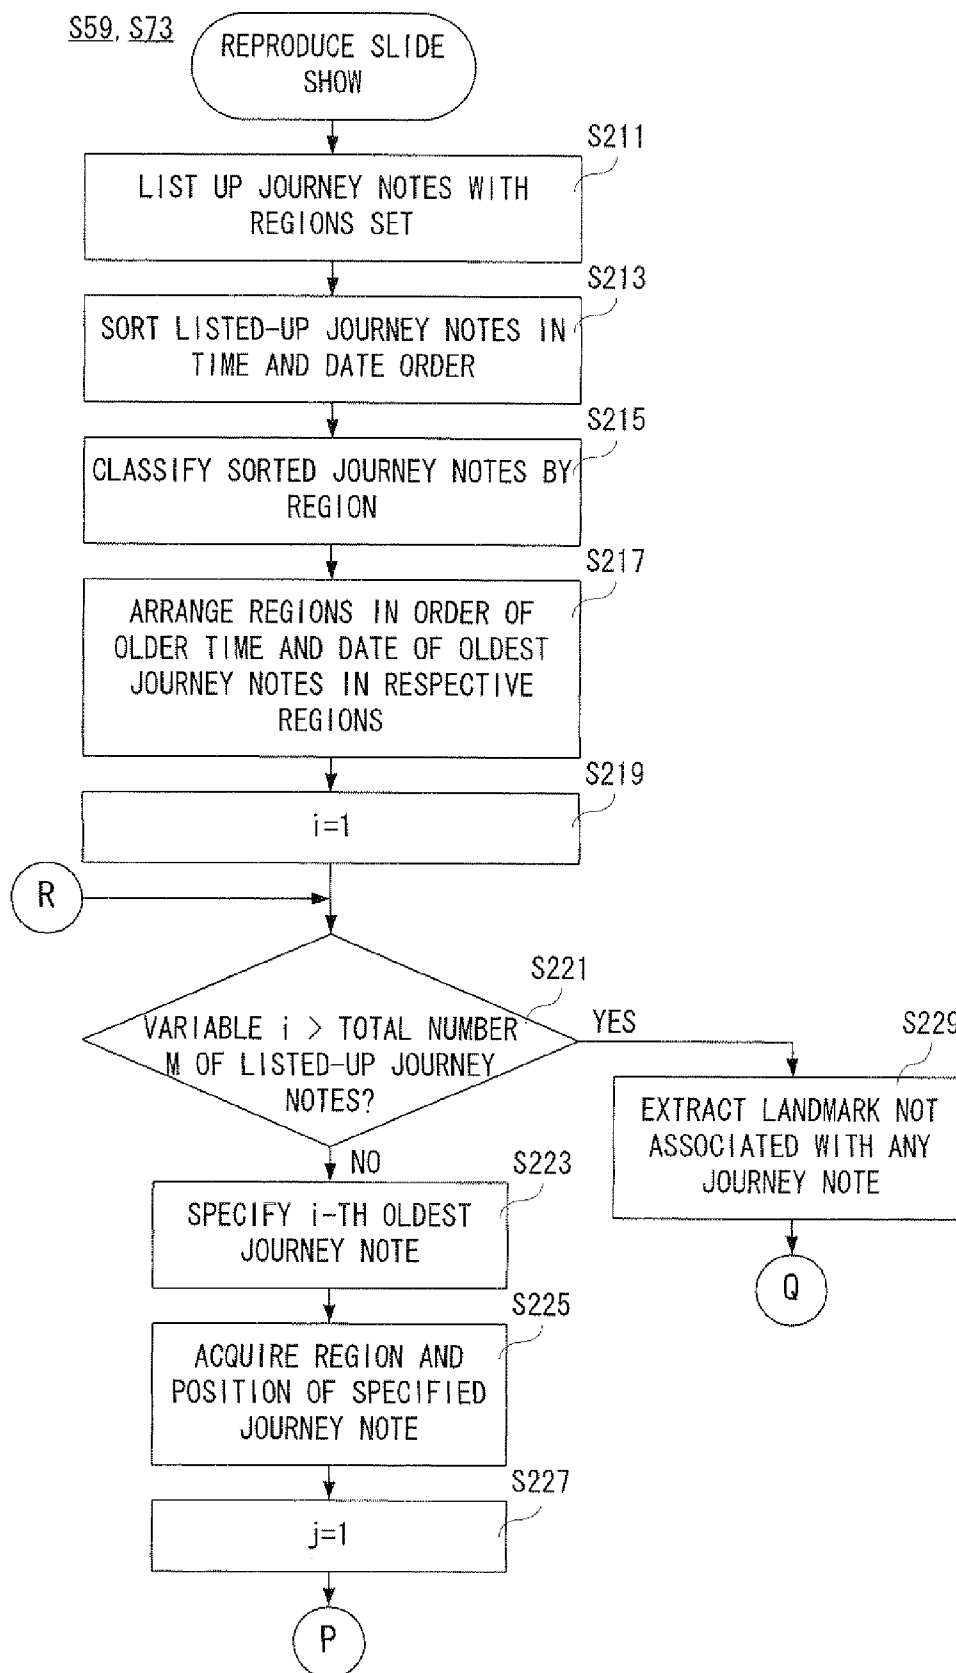 S59, S73
REPRODUCE SLIDE
SHOW
S211
LIST UP JOURNEY NOTES WITH
REGIONS SET
S213
SORT LISTED-UP JOURNEY NOTES IN
TIME AND DATE ORDER
S215
CLASSIFY SORTED JOURNEY NOTES BY
REGION
S217
ARRANGE REGIONS IN ORDER OF
OLDER TIME AND DATE OF OLDEST
JOURNEY NOTES IN RESPECTIVE
REGIONS
S219
i=1
R
S221
VARIABLE i > TOTAL NUMBER
M OF LISTED-UP JOURNEY
NOTES?
YES
S229
EXTRACT LANDMARK NOT
ASSOCIATED WITH ANY
JOURNEY NOTE
Q
NO
S223
SPECIFY i-TH OLDEST
JOURNEY NOTE
S225
ACQUIRE REGION AND
POSITION OF SPECIFIED
JOURNEY NOTE
S227
j=1
P